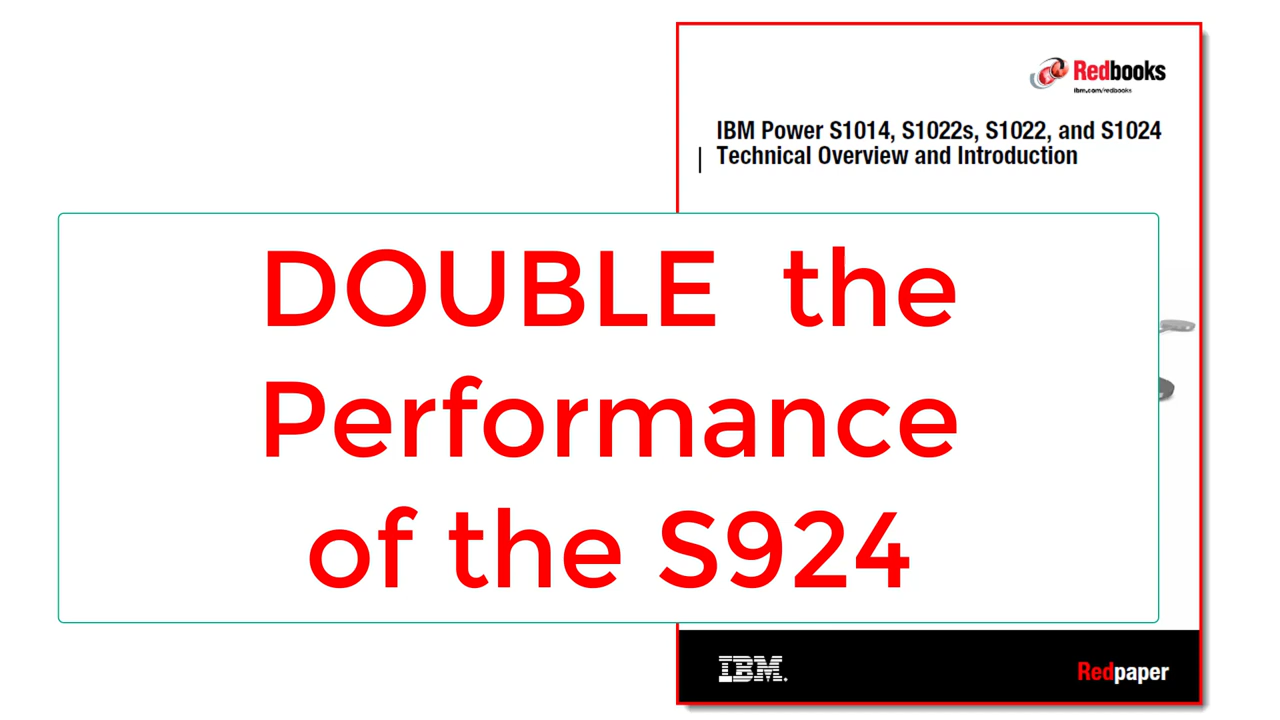 Redbooks
ibm.com/redbooks
IBM Power S1014, S1022s, S1022, and S1024
Technical Overview and Introduction
DOUBLE the
Performance
of the S924
IBM.
Redpaper